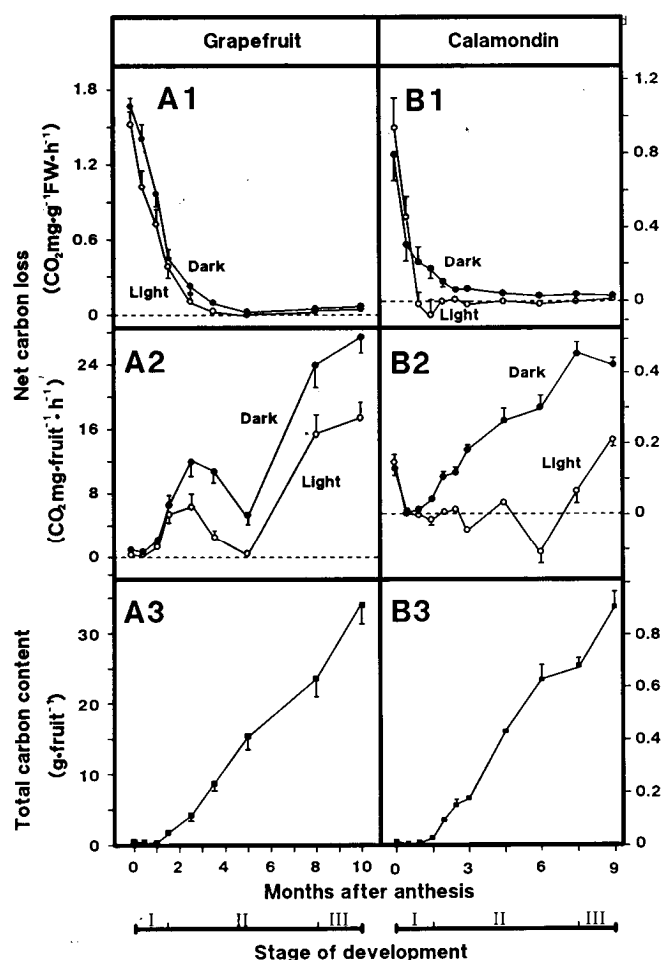 Grapefruit
Calamondin
Net carbon loss
(CO₂mg•g⁻¹FW•h⁻¹)
1.8
1.2
0.6
0
A1
Dark
Light
B1
Dark
Light
1.2
0.8
0.4
0
(CO₂mg•fruit⁻¹•h⁻¹)
24
16
8
0
A2
Dark
Light
B2
Dark
Light
0.4
0.2
0
Total carbon content
(g•fruit⁻¹)
30
20
10
0
A3
B3
0.8
0.6
0.4
0.2
0
0 2 4 6 8 10
0 3 6 9
Months after anthesis
I II III
I II III
Stage of development